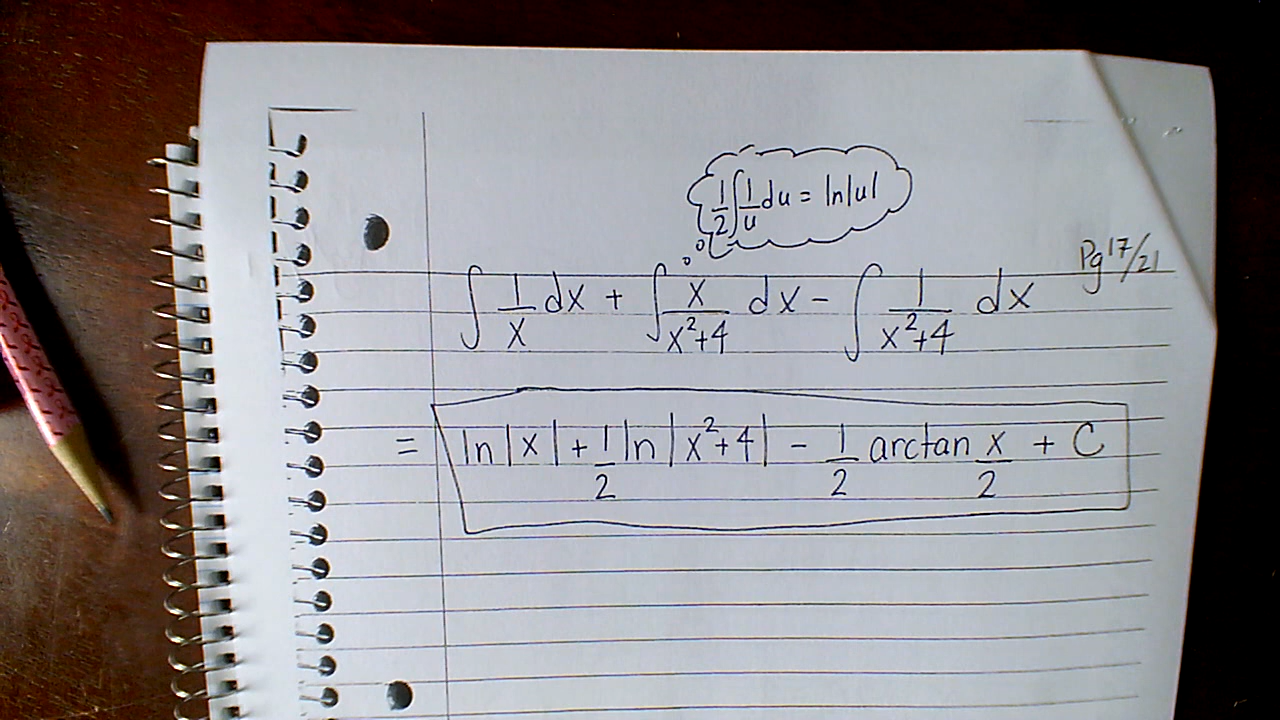 1/2 ∫ 1/u du = ln|u|
Pg 17/21
∫ 1/x dx + ∫ x/(x²+4) dx − ∫ 1/(x²+4) dx
= ln|x| + 1/2 ln|x²+4| − 1/2 arctan x/2 + C